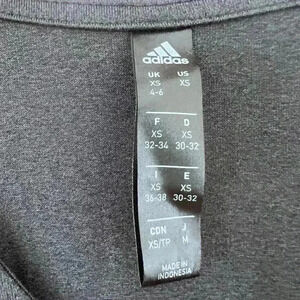 adidas
UK US
XS XS
4-6
F D
XS XS
32-34 30-32
I E
XS XS
36-38 30-32
CDN J
XS/TP M
MADE IN
INDONESIA